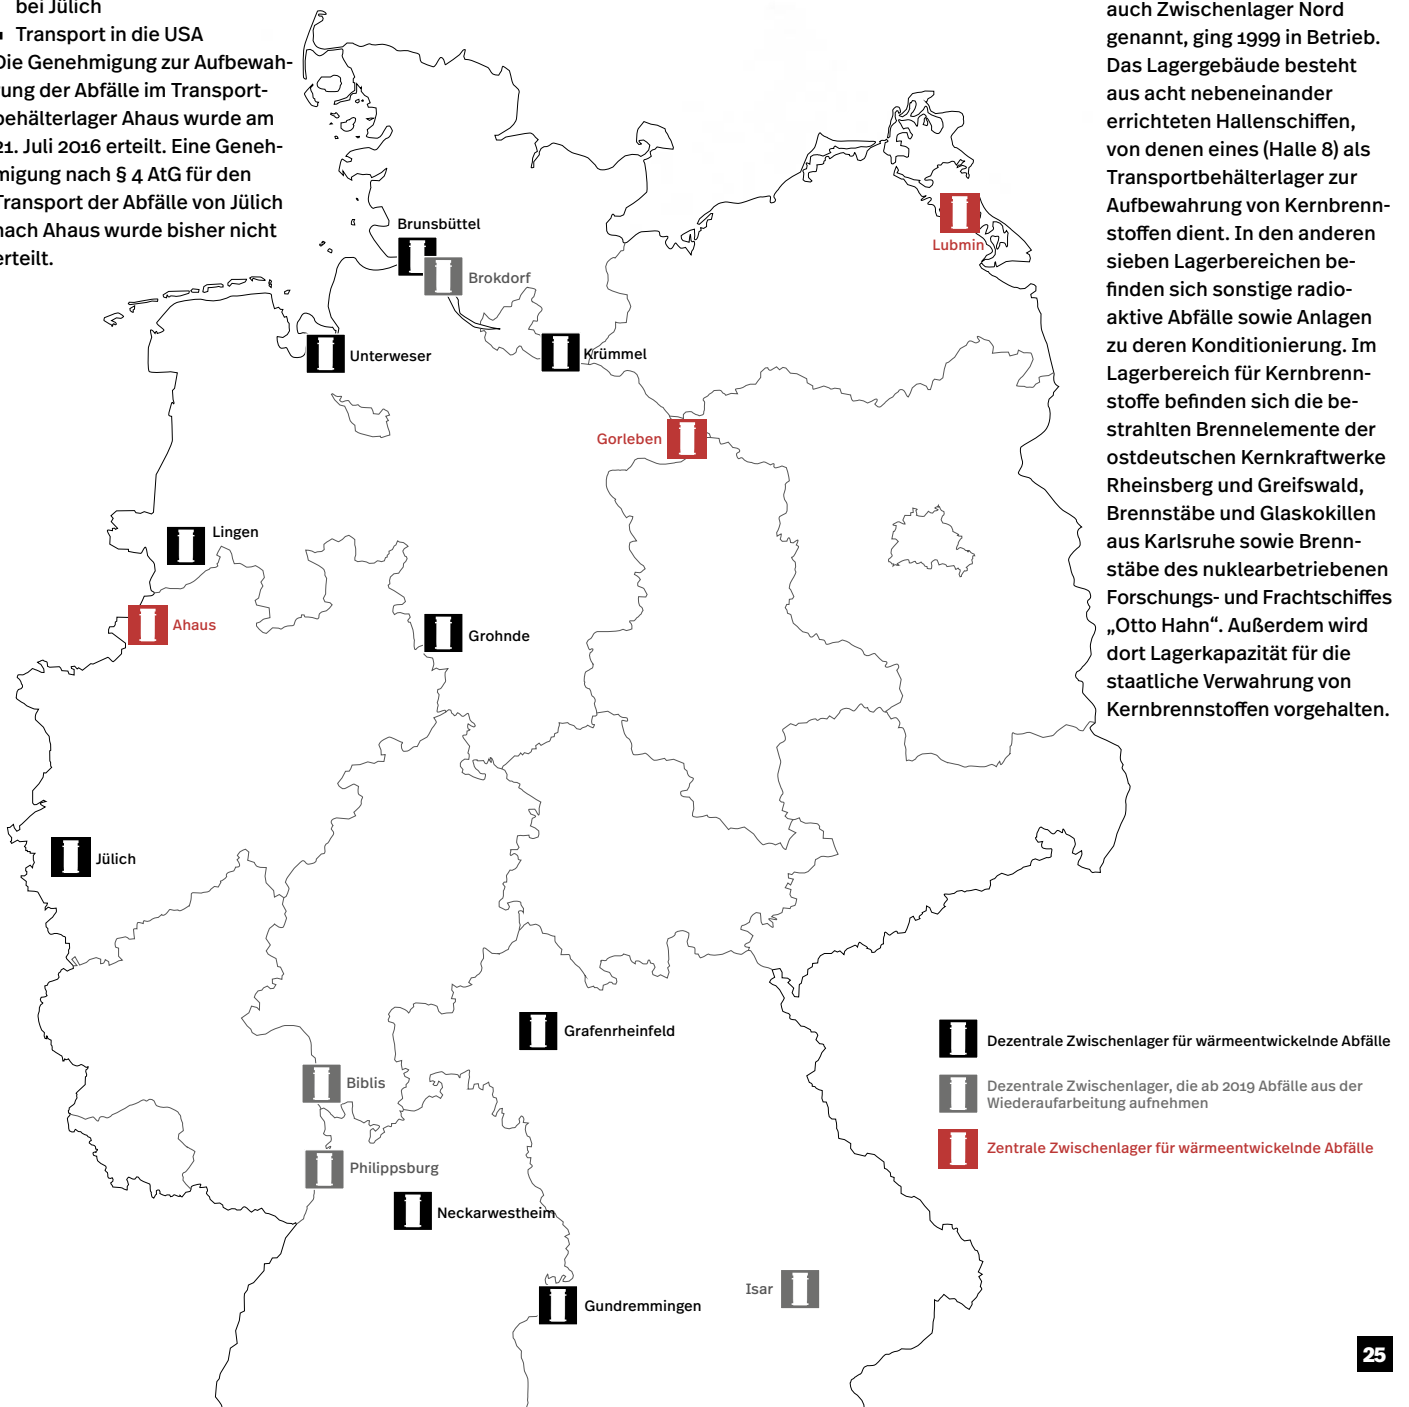 bei Jülich
▪ Transport in die USA
Die Genehmigung zur Aufbewah-
rung der Abfälle im Transport-
behälterlager Ahaus wurde am
21. Juli 2016 erteilt. Eine Geneh-
migung nach § 4 AtG für den
Transport der Abfälle von Jülich
nach Ahaus wurde bisher nicht
erteilt.
auch Zwischenlager Nord
genannt, ging 1999 in Betrieb.
Das Lagergebäude besteht
aus acht nebeneinander
errichteten Hallenschiffen,
von denen eines (Halle 8) als
Transportbehälterlager zur
Aufbewahrung von Kernbrenn-
stoffen dient. In den anderen
sieben Lagerbereichen be-
finden sich sonstige radio-
aktive Abfälle sowie Anlagen
zu deren Konditionierung. Im
Lagerbereich für Kernbrenn-
stoffe befinden sich die be-
strahlten Brennelemente der
ostdeutschen Kernkraftwerke
Rheinsberg und Greifswald,
Brennstäbe und Glaskokillen
aus Karlsruhe sowie Brenn-
stäbe des nuklearbetriebenen
Forschungs- und Frachtschiffes
„Otto Hahn“. Außerdem wird
dort Lagerkapazität für die
staatliche Verwahrung von
Kernbrennstoffen vorgehalten.
Brunsbüttel
Lubmin
Brokdorf
Unterweser
Krümmel
Gorleben
Lingen
Ahaus
Grohnde
Jülich
Grafenrheinfeld
Biblis
Philippsburg
Neckarwestheim
Isar
Gundremmingen
Dezentrale Zwischenlager für wärmeentwickelnde Abfälle
Dezentrale Zwischenlager, die ab 2019 Abfälle aus der
Wiederaufarbeitung aufnehmen
Zentrale Zwischenlager für wärmeentwickelnde Abfälle
25